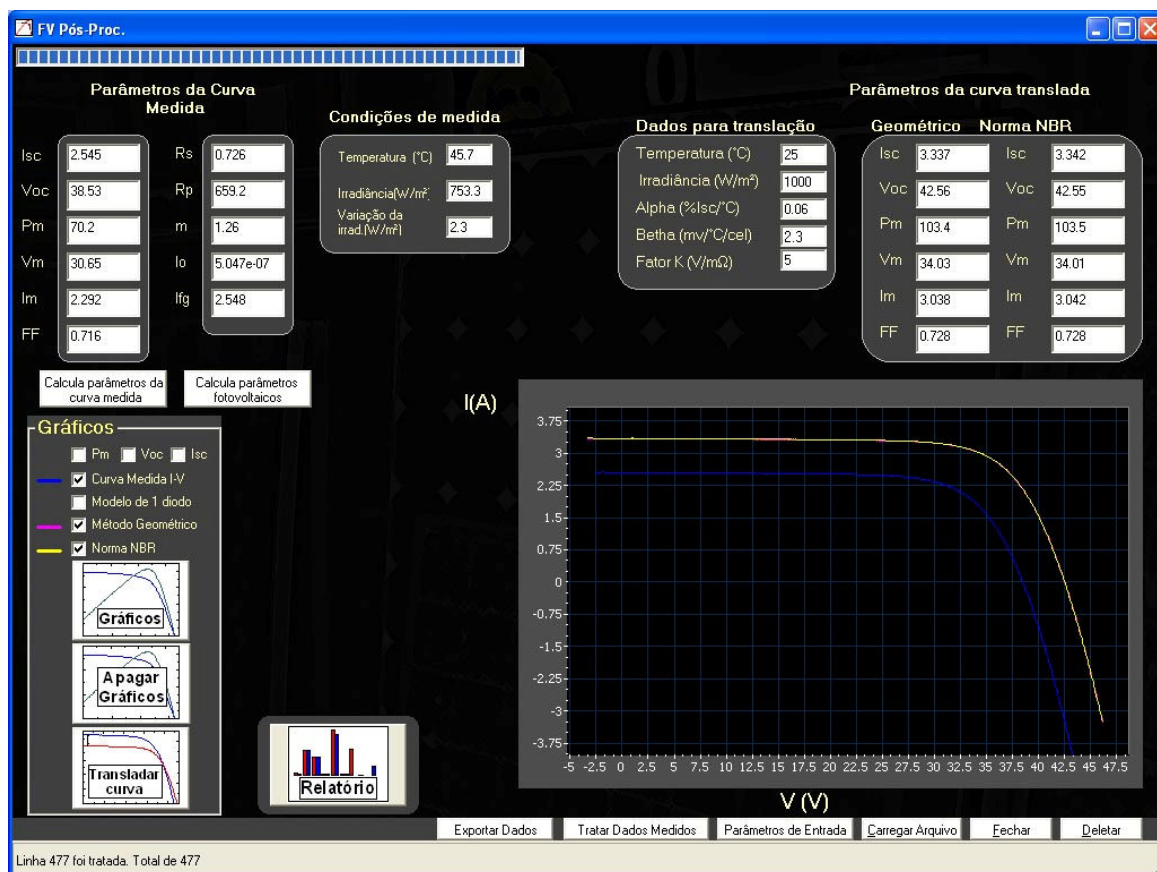 FV Pós-Proc.
Parâmetros da Curva
Medida
Isc 2.545 Rs 0.726
Voc 38.53 Rp 659.2
Pm 70.2 m 1.26
Vm 30.65 Io 5.047e-07
Im 2.292 Ifg 2.548
FF 0.716
Condições de medida
Temperatura (°C) 45.7
Irradiância(W/m²) 753.3
Variação da
irrad.(W/m²) 2.3
Dados para translação
Temperatura (°C) 25
Irradiância (W/m²) 1000
Alpha (%Isc/°C) 0.06
Betha (mv/°C/cel) 2.3
Fator K (V/mΩ) 5
Parâmetros da curva translada
Geométrico Norma NBR
Isc 3.337 Isc 3.342
Voc 42.56 Voc 42.55
Pm 103.4 Pm 103.5
Vm 34.03 Vm 34.01
Im 3.038 Im 3.042
FF 0.728 FF 0.728
Calcula parâmetros da
curva medida
Calcula parâmetros
fotovoltaicos
Gráficos
Pm Voc Isc
Curva Medida I-V
Modelo de 1 diodo
Método Geométrico
Norma NBR
Gráficos
Apagar
Gráficos
Transladar
curva
Relatório
I(A)
3.75
3
2.25
1.5
0.75
0
-0.75
-1.5
-2.25
-3
-3.75
-5 -2.5 0 2.5 5 7.5 10 12.5 15 17.5 20 22.5 25 27.5 30 32.5 35 37.5 40 42.5 45 47.5
V (V)
Exportar Dados Tratar Dados Medidos Parâmetros de Entrada Carregar Arquivo Fechar Deletar
Linha 477 foi tratada. Total de 477